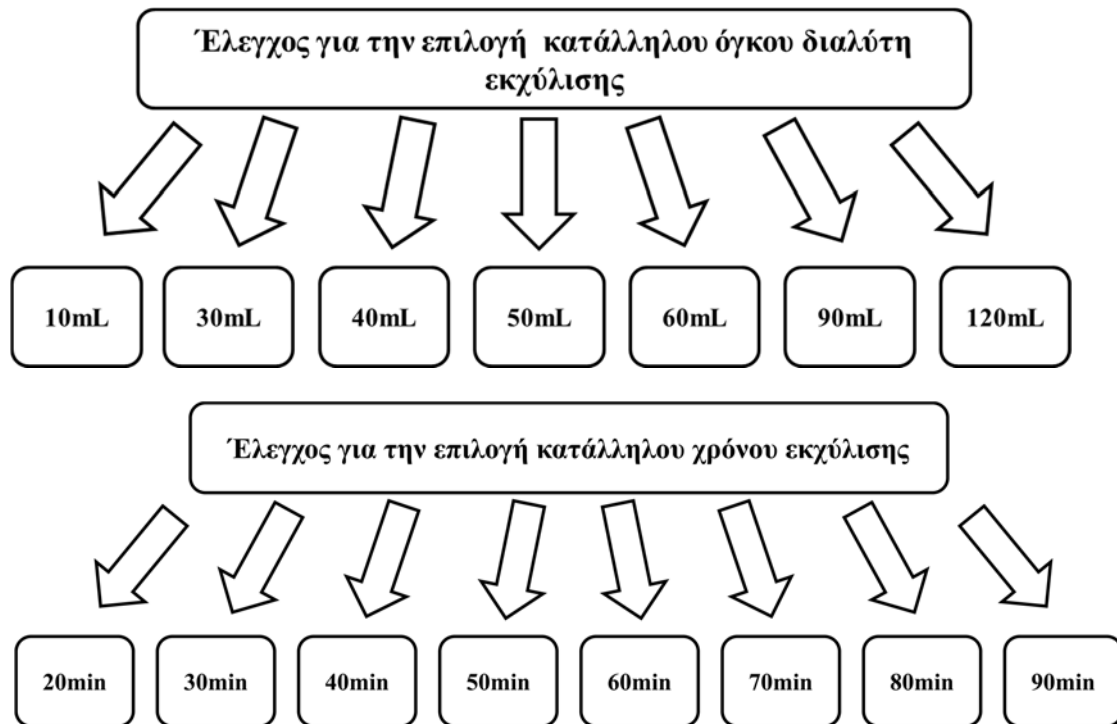 Έλεγχος για την επιλογή κατάλληλου όγκου διαλύτη
εκχύλισης
10mL 30mL 40mL 50mL 60mL 90mL 120mL
Έλεγχος για την επιλογή κατάλληλου χρόνου εκχύλισης
20min 30min 40min 50min 60min 70min 80min 90min